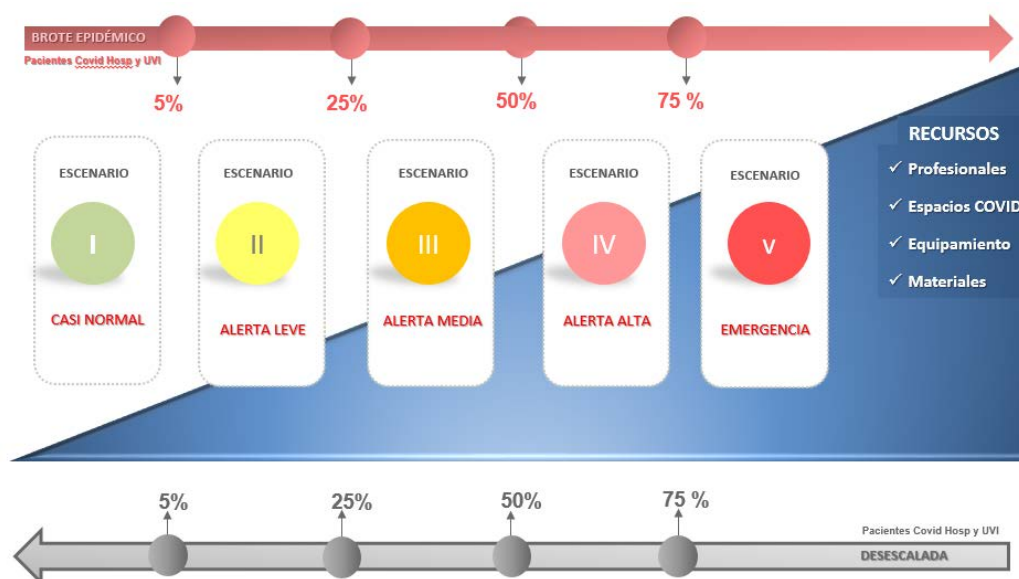 BROTE EPIDÉMICO
Pacientes Covid Hosp y UVI
5%
25%
50%
75 %
RECURSOS
✓ Profesionales
✓ Espacios COVID
✓ Equipamiento
✓ Materiales
ESCENARIO
I
CASI NORMAL
ESCENARIO
II
ALERTA LEVE
ESCENARIO
III
ALERTA MEDIA
ESCENARIO
IV
ALERTA ALTA
ESCENARIO
V
EMERGENCIA
5%
25%
50%
75 %
Pacientes Covid Hosp y UVI
DESESCALADA